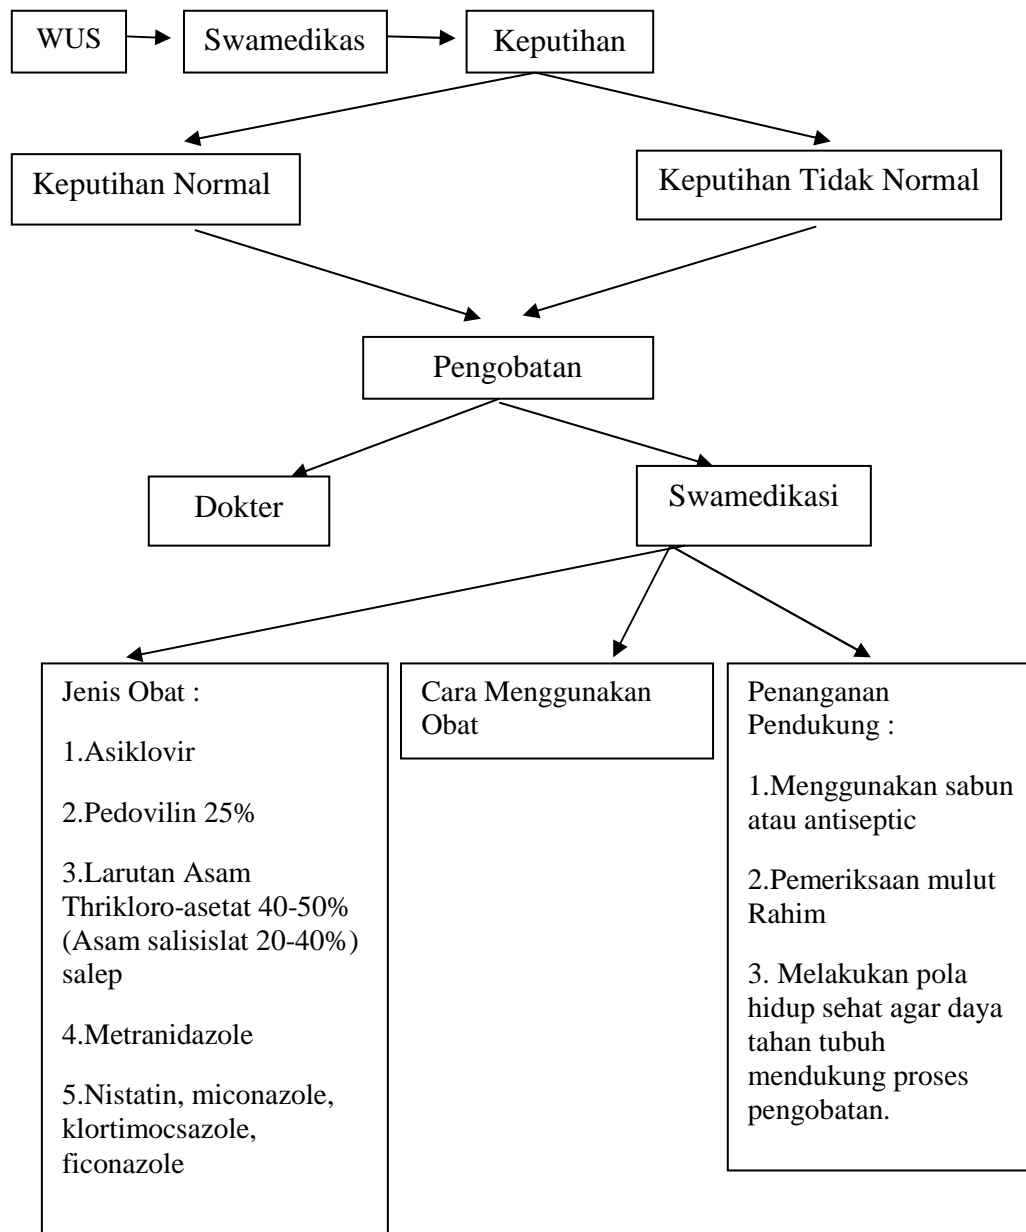 WUS
Swamedikas
Keputihan
Keputihan Normal
Keputihan Tidak Normal
Pengobatan
Dokter
Swamedikasi
Jenis Obat :
1.Asiklovir
2.Pedovilin 25%
3.Larutan Asam
Thrikloro-asetat 40-50%
(Asam salisislat 20-40%)
salep
4.Metranidazole
5.Nistatin, miconazole,
klortimocsazole,
ficonazole
Cara Menggunakan
Obat
Penanganan
Pendukung :
1.Menggunakan sabun
atau antiseptic
2.Pemeriksaan mulut
Rahim
3. Melakukan pola
hidup sehat agar daya
tahan tubuh
mendukung proses
pengobatan.